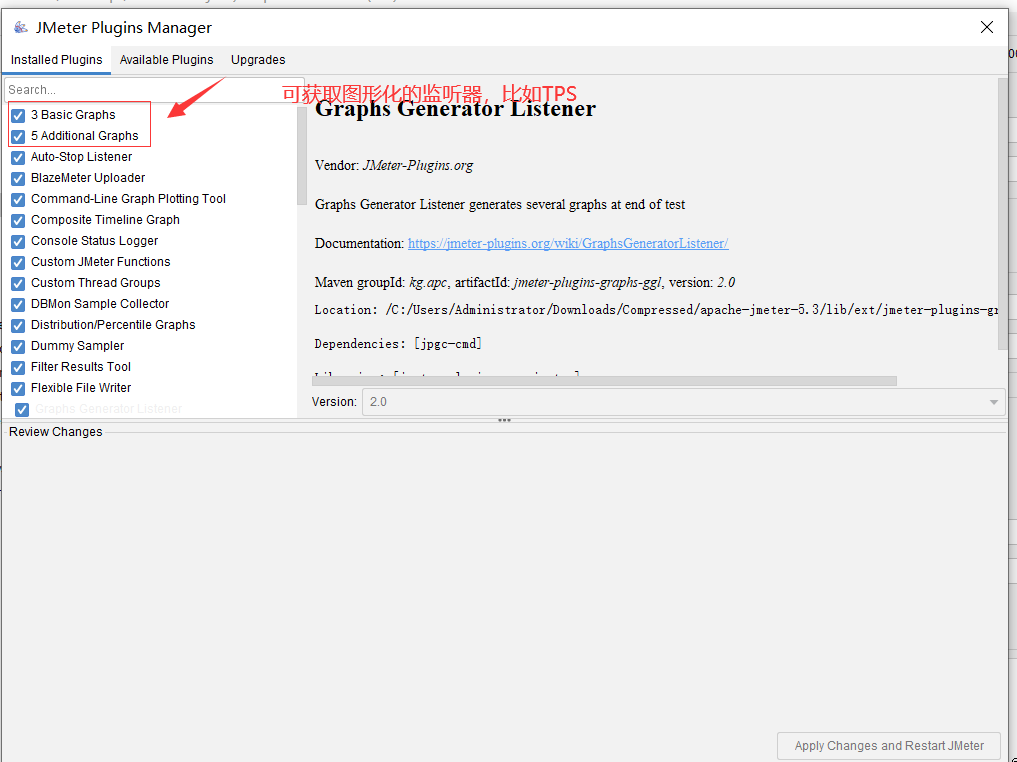 JMeter Plugins Manager
Installed Plugins Available Plugins Upgrades
Search...
可获取图形化的监听器，比如TPS
3 Basic Graphs
5 Additional Graphs
Auto-Stop Listener
BlazeMeter Uploader
Command-Line Graph Plotting Tool
Composite Timeline Graph
Console Status Logger
Custom JMeter Functions
Custom Thread Groups
DBMon Sample Collector
Distribution/Percentile Graphs
Dummy Sampler
Filter Results Tool
Flexible File Writer
Graphs Generator Listener
Graphs Generator Listener
Vendor: JMeter-Plugins.org
Graphs Generator Listener generates several graphs at end of test
Documentation: https://jmeter-plugins.org/wiki/GraphsGeneratorListener/
Maven groupId: kg.apc, artifactId: jmeter-plugins-graphs-ggl, version: 2.0
Location: /C:/Users/Administrator/Downloads/Compressed/apache-jmeter-5.3/lib/ext/jmeter-plugins-gr
Dependencies: [jpgc-cmd]
Version: 2.0
Review Changes
Apply Changes and Restart JMeter